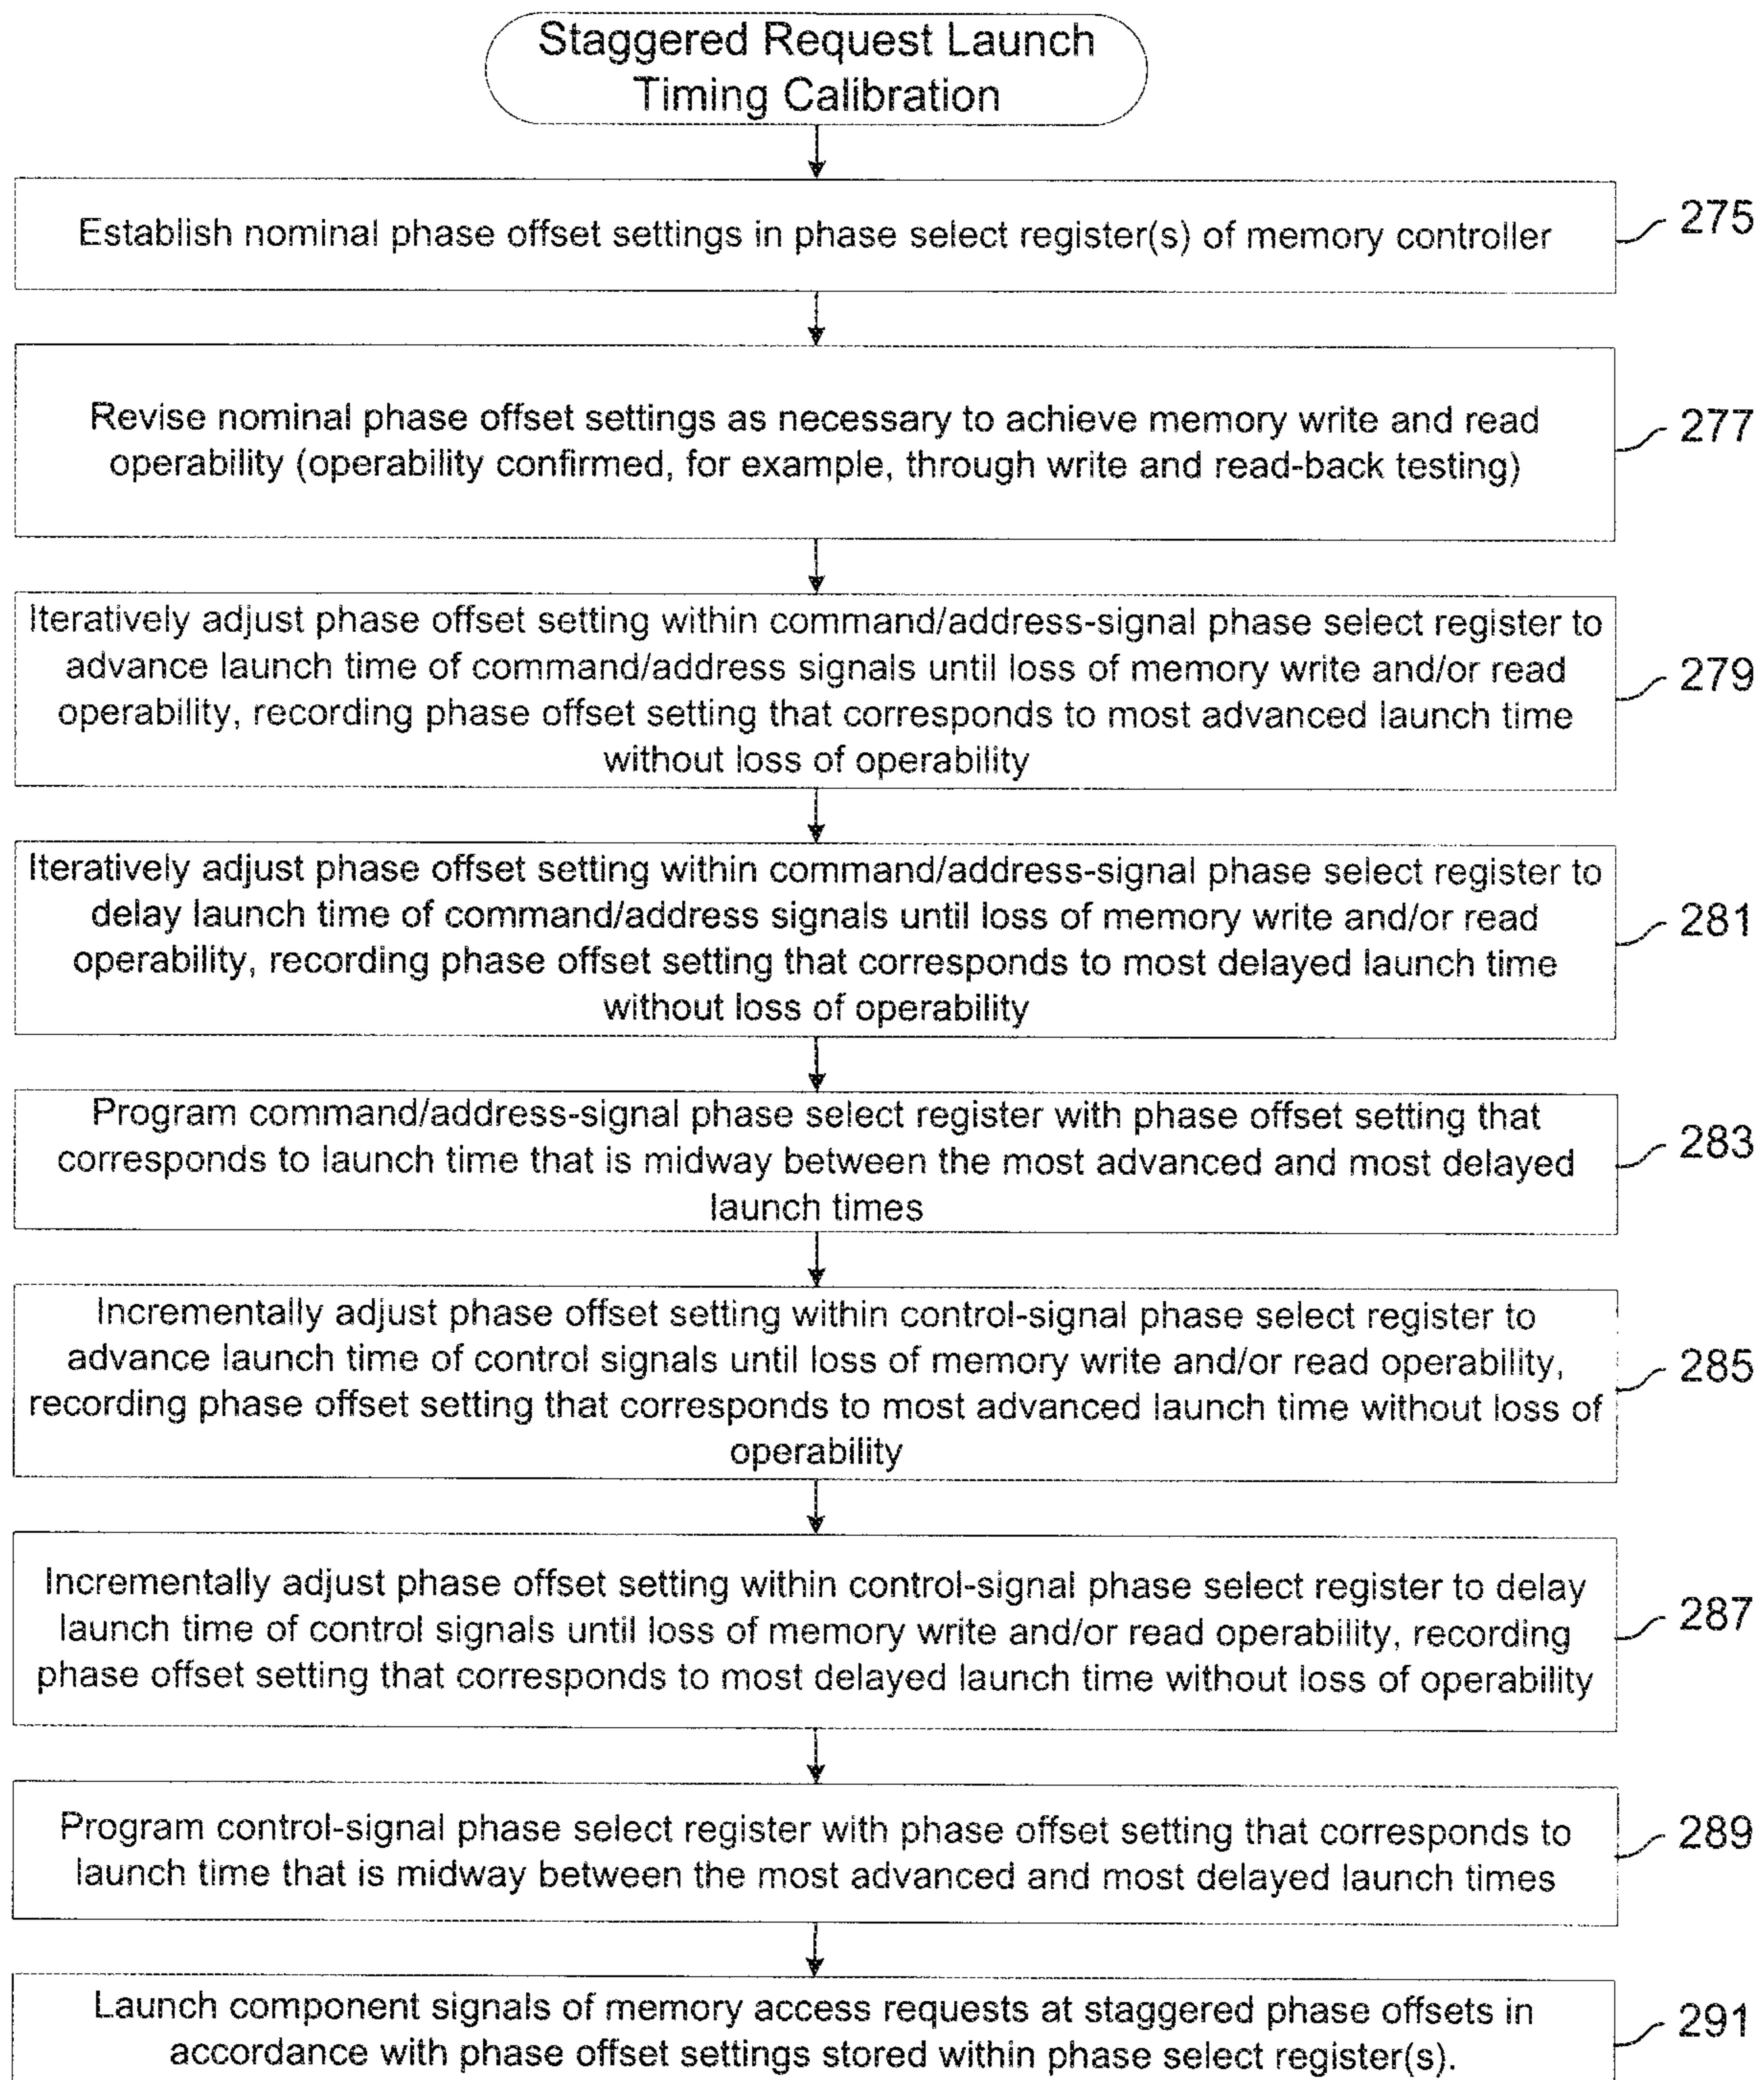 Staggered Request Launch
Timing Calibration
Establish nominal phase offset settings in phase select register(s) of memory controller
275
Revise nominal phase offset settings as necessary to achieve memory write and read
operability (operability confirmed, for example, through write and read-back testing)
277
Iteratively adjust phase offset setting within command/address-signal phase select register to
advance launch time of command/address signals until loss of memory write and/or read
operability, recording phase offset setting that corresponds to most advanced launch time
without loss of operability
279
Iteratively adjust phase offset setting within command/address-signal phase select register to
delay launch time of command/address signals until loss of memory write and/or read
operability, recording phase offset setting that corresponds to most delayed launch time
without loss of operability
281
Program command/address-signal phase select register with phase offset setting that
corresponds to launch time that is midway between the most advanced and most delayed
launch times
283
Incrementally adjust phase offset setting within control-signal phase select register to
advance launch time of control signals until loss of memory write and/or read operability,
recording phase offset setting that corresponds to most advanced launch time without loss of
operability
285
Incrementally adjust phase offset setting within control-signal phase select register to delay
launch time of control signals until loss of memory write and/or read operability, recording
phase offset setting that corresponds to most delayed launch time without loss of operability
287
Program control-signal phase select register with phase offset setting that corresponds to
launch time that is midway between the most advanced and most delayed launch times
289
Launch component signals of memory access requests at staggered phase offsets in
accordance with phase offset settings stored within phase select register(s).
291